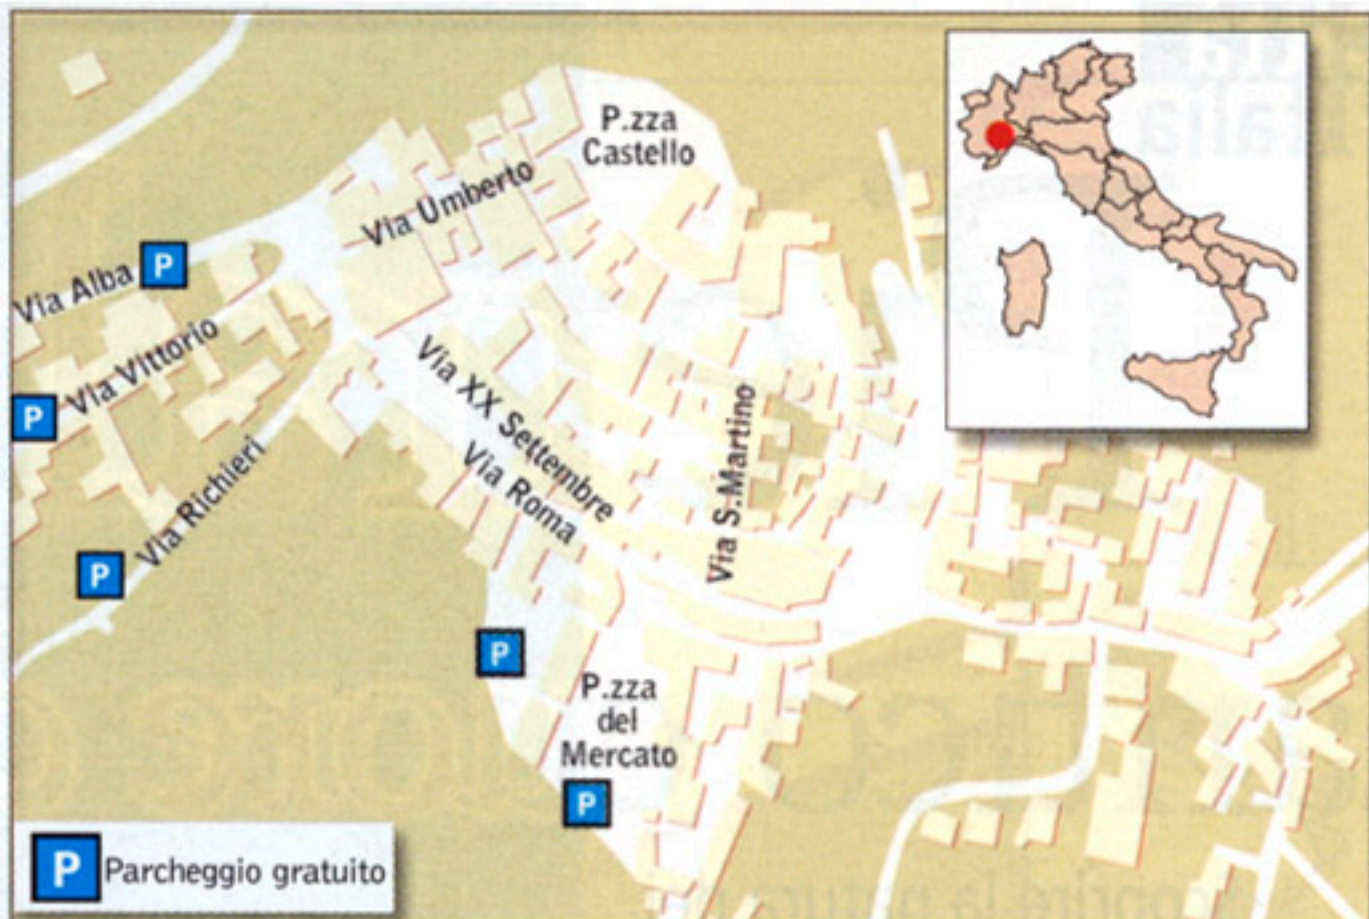 P.zza
Castello
Via Umberto
Via Alba
P
Via Vittorio
P
Via XX Settembre
Via Roma
Via S.Martino
Via Richieri
P
P
P.zza
del
Mercato
P
P Parcheggio gratuito